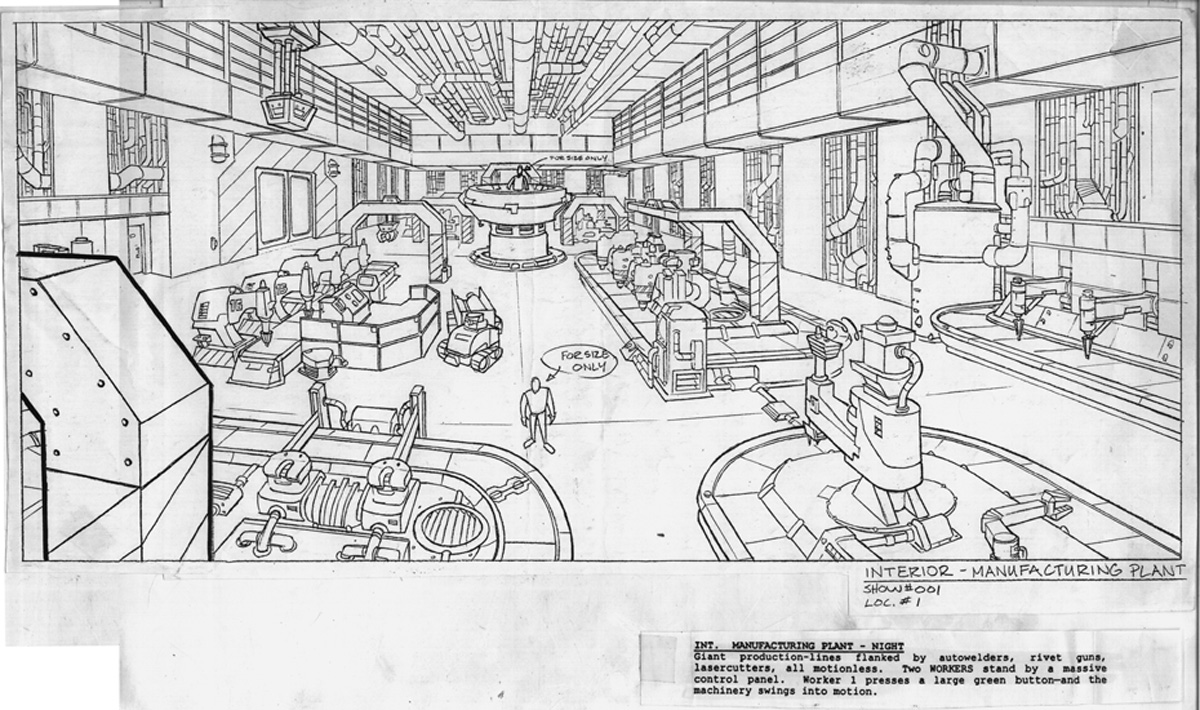 FOR SIZE ONLY
FOR SIZE
ONLY
INTERIOR - MANUFACTURING PLANT
SHOW #001
LOC. # 1
INT. MANUFACTURING PLANT - NIGHT
Giant production-lines flanked by autowelders, rivet guns,
lasercutters, all motionless. Two WORKERS stand by a massive
control panel. Worker 1 presses a large green button—and the
machinery swings into motion.